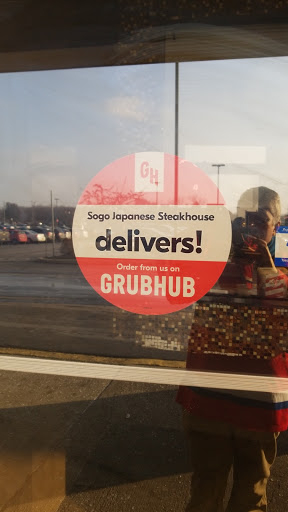 GH
Sogo Japanese Steakhouse
delivers!
Order from us on
GRUBHUB